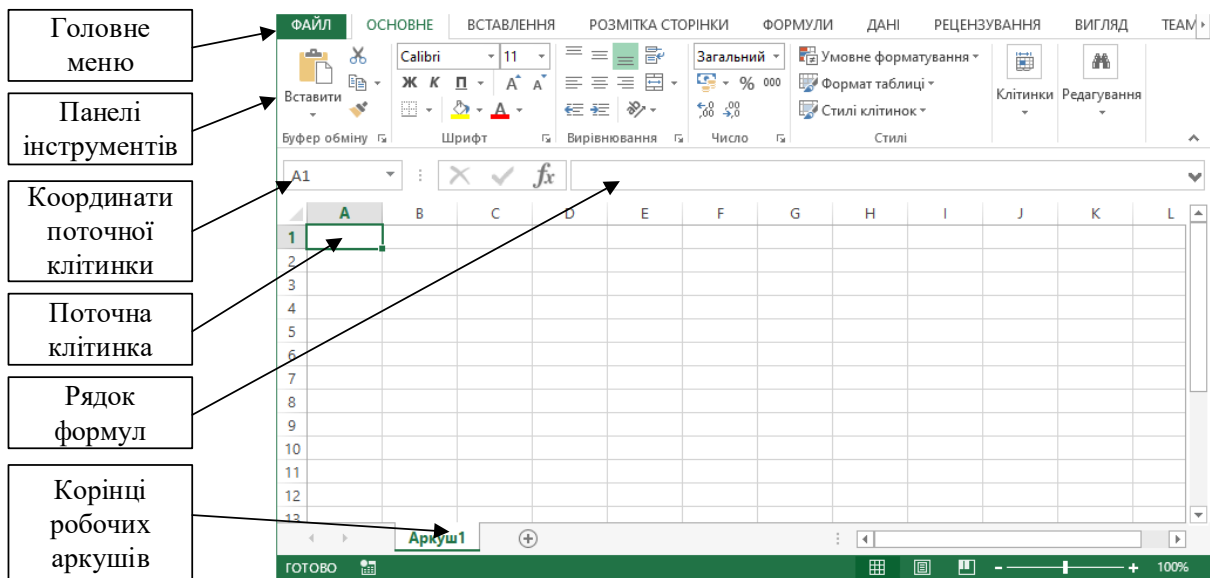 Головне
меню
Панелі
інструментів
Координати
поточної
клітинки
Поточна
клітинка
Рядок
формул
Корінці
робочих
аркушів
ФАЙЛ ОСНОВНЕ ВСТАВЛЕННЯ РОЗМІТКА СТОРІНКИ ФОРМУЛИ ДАНІ РЕЦЕНЗУВАННЯ ВИГЛЯД TEAM
Calibri 11 Загальний Умовне форматування
Ж К П А А % 000 Формат таблиці
Вставити Клітинки Редагування
А Стилі клітинок
Буфер обміну Шрифт Вирівнювання Число Стилі
A1 fx
A B C D E F G H I J K L
1
2
3
4
5
6
7
8
9
10
11
12
13
Аркуш1
ГОТОВО 100%